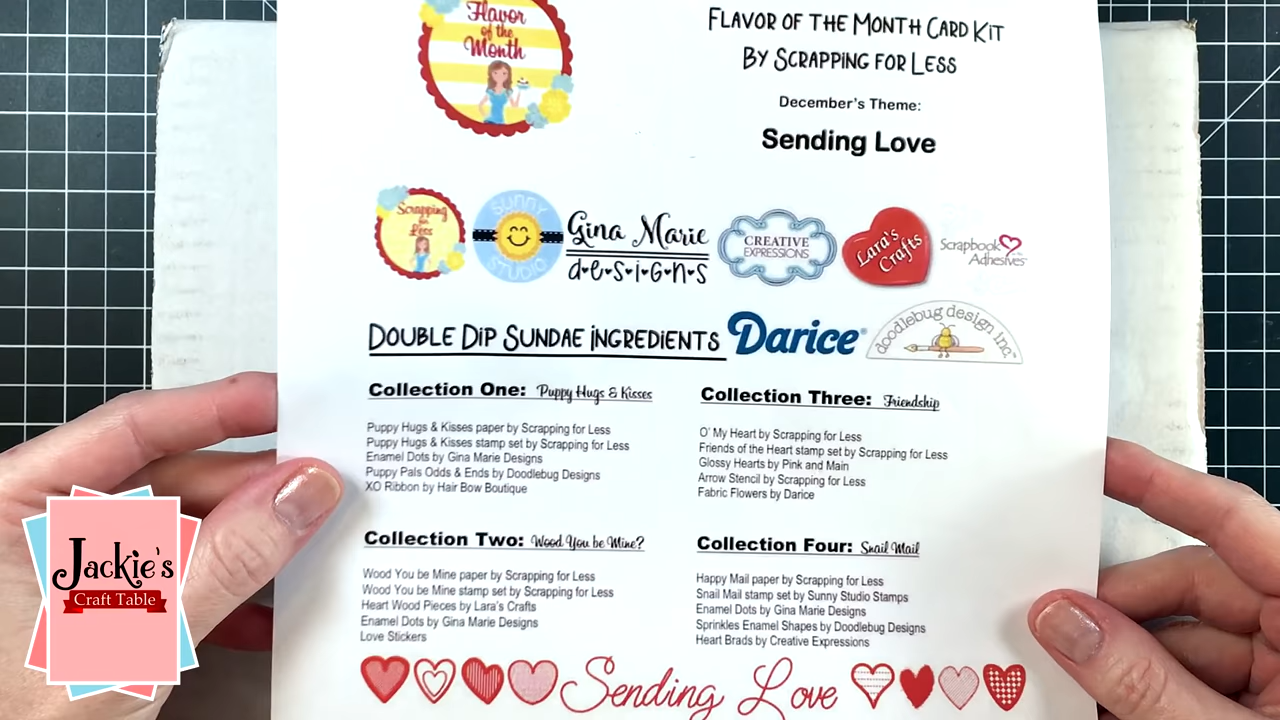 Flavor
of the
Month
FLAVOR OF THE MONTH CARD KIT
BY SCRAPPING FOR LESS
December's Theme:
Sending Love
Scrapping
for
Less
SUNNY
STUDIO
Gina Marie
designs
CREATIVE
EXPRESSIONS
Lara's
Crafts
Scrapbook
Adhesives
DOUBLE DIP SUNDAE INGREDIENTS
Darice
doodlebug design inc.
Collection One: Puppy Hugs & Kisses
Puppy Hugs & Kisses paper by Scrapping for Less
Puppy Hugs & Kisses stamp set by Scrapping for Less
Enamel Dots by Gina Marie Designs
Puppy Pals Odds & Ends by Doodlebug Designs
XO Ribbon by Hair Bow Boutique
Collection Three: Friendship
O' My Heart by Scrapping for Less
Friends of the Heart stamp set by Scrapping for Less
Glossy Hearts by Pink and Main
Arrow Stencil by Scrapping for Less
Fabric Flowers by Darice
Collection Two: Wood You be Mine?
Wood You be Mine paper by Scrapping for Less
Wood You be Mine stamp set by Scrapping for Less
Heart Wood Pieces by Lara's Crafts
Enamel Dots by Gina Marie Designs
Love Stickers
Collection Four: Snail Mail
Happy Mail paper by Scrapping for Less
Snail Mail stamp set by Sunny Studio Stamps
Enamel Dots by Gina Marie Designs
Sprinkles Enamel Shapes by Doodlebug Designs
Heart Brads by Creative Expressions
Sending Love
Jackie's
Craft Table